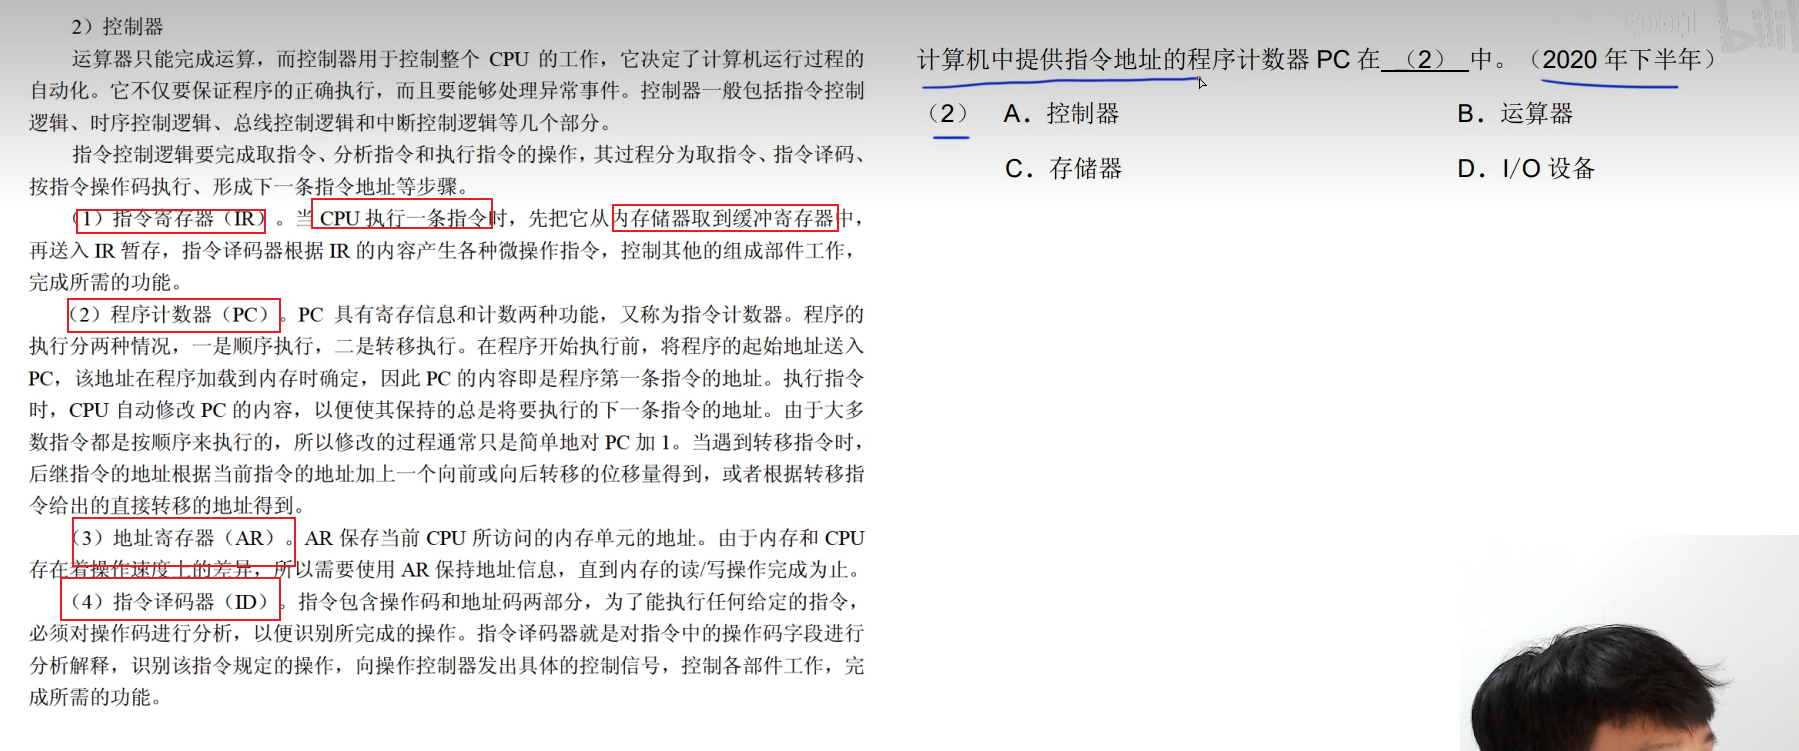 2）控制器
运算器只能完成运算，而控制器用于控制整个 CPU 的工作，它决定了计算机运行过程的
自动化。它不仅要保证程序的正确执行，而且要能够处理异常事件。控制器一般包括指令控制
逻辑、时序控制逻辑、总线控制逻辑和中断控制逻辑等几个部分。
指令控制逻辑要完成取指令、分析指令和执行指令的操作，其过程分为取指令、指令译码、
按指令操作码执行、形成下一条指令地址等步骤。
（1）指令寄存器（IR）。当 CPU 执行一条指令时，先把它从内存储器取到缓冲寄存器中，
再送入 IR 暂存，指令译码器根据 IR 的内容产生各种微操作指令，控制其他的组成部件工作，
完成所需的功能。
（2）程序计数器（PC）。PC 具有寄存信息和计数两种功能，又称为指令计数器。程序的
执行分两种情况，一是顺序执行，二是转移执行。在程序开始执行前，将程序的起始地址送入
PC，该地址在程序加载到内存时确定，因此 PC 的内容即是程序第一条指令的地址。执行指令
时，CPU 自动修改 PC 的内容，以便使其保持的总是将要执行的下一条指令的地址。由于大多
数指令都是按顺序来执行的，所以修改的过程通常只是简单地对 PC 加 1。当遇到转移指令时，
后继指令的地址根据当前指令的地址加上一个向前或向后转移的位移量得到，或者根据转移指
令给出的直接转移的地址得到。
（3）地址寄存器（AR）。AR 保存当前 CPU 所访问的内存单元的地址。由于内存和 CPU
存在着操作速度上的差异，所以需要使用 AR 保持地址信息，直到内存的读/写操作完成为止。
（4）指令译码器（ID）。指令包含操作码和地址码两部分，为了能执行任何给定的指令，
必须对操作码进行分析，以便识别所完成的操作。指令译码器就是对指令中的操作码字段进行
分析解释，识别该指令规定的操作，向操作控制器发出具体的控制信号，控制各部件工作，完
成所需的功能。
计算机中提供指令地址的程序计数器 PC 在 （2） 中。（2020 年下半年）
（2） A．控制器 B．运算器
C．存储器 D．I/O 设备